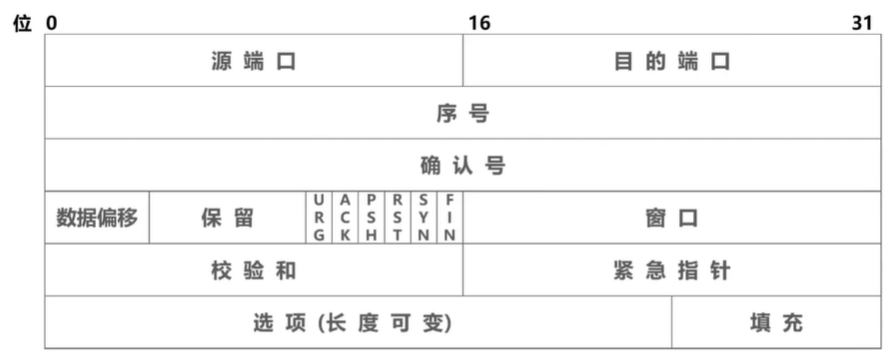 位 0 16 31
源端口 目的端口
序号
确认号
数据偏移 保留 URG ACK PSH RST SYN FIN 窗口
校验和 紧急指针
选项(长度可变) 填充